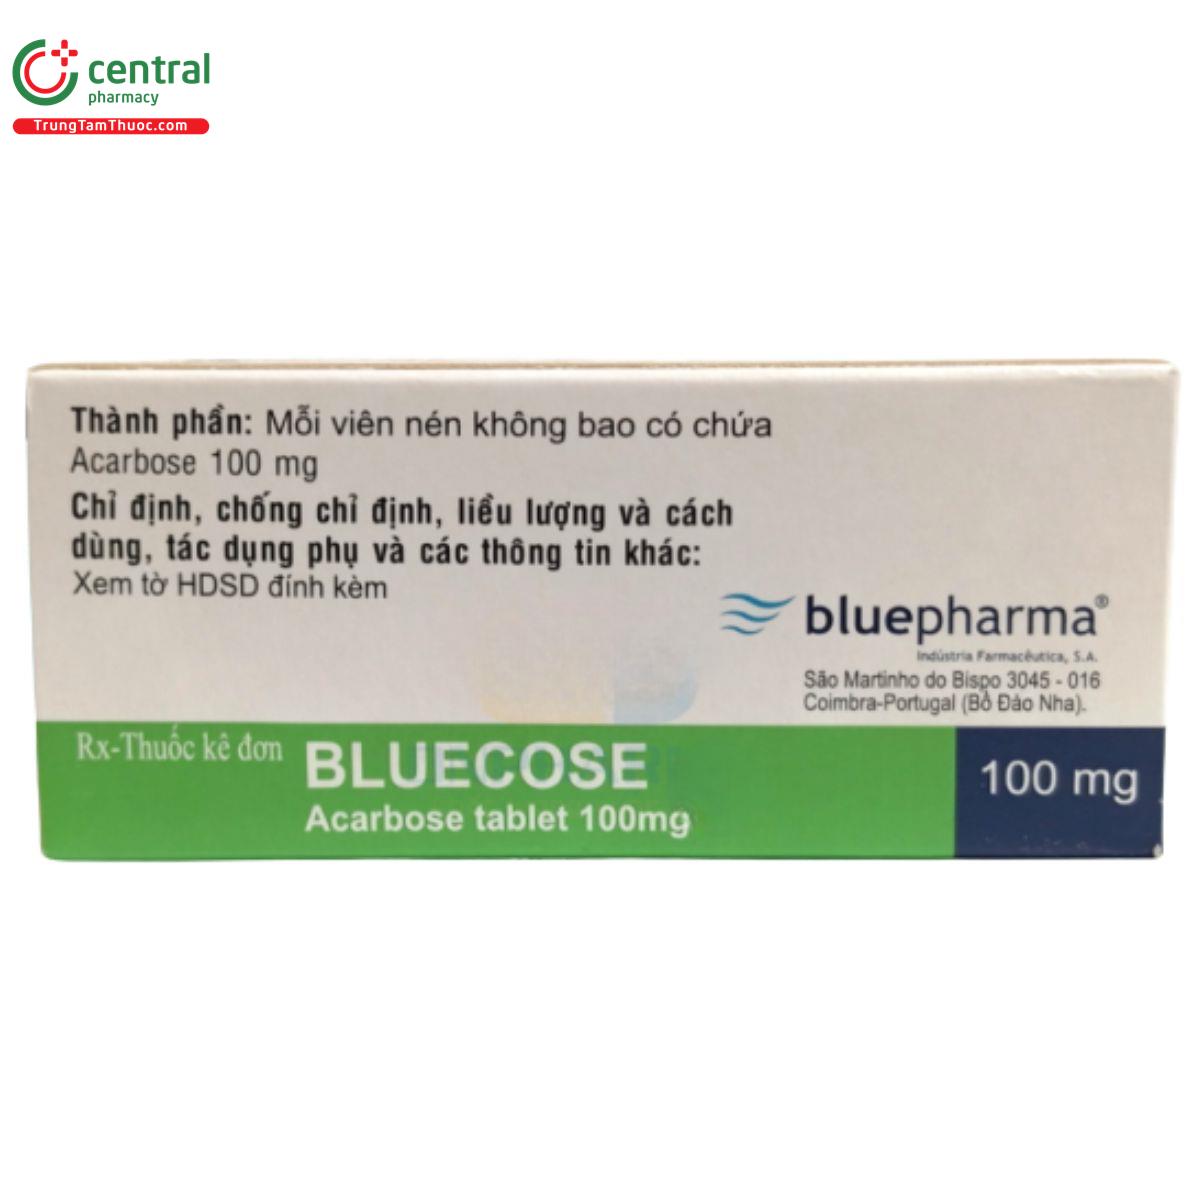 central
pharmacy
TrungTamThuoc.com
Thành phần: Mỗi viên nén không bao có chứa
Acarbose 100 mg
Chỉ định, chống chỉ định, liều lượng và cách
dùng, tác dụng phụ và các thông tin khác:
Xem tờ HDSD đính kèm
bluepharma®
Indústria Farmacêutica, S.A.
São Martinho do Bispo 3045 - 016
Coimbra-Portugal (Bồ Đào Nha).
Rx-Thuốc kê đơn
BLUECOSE
Acarbose tablet 100mg
100 mg